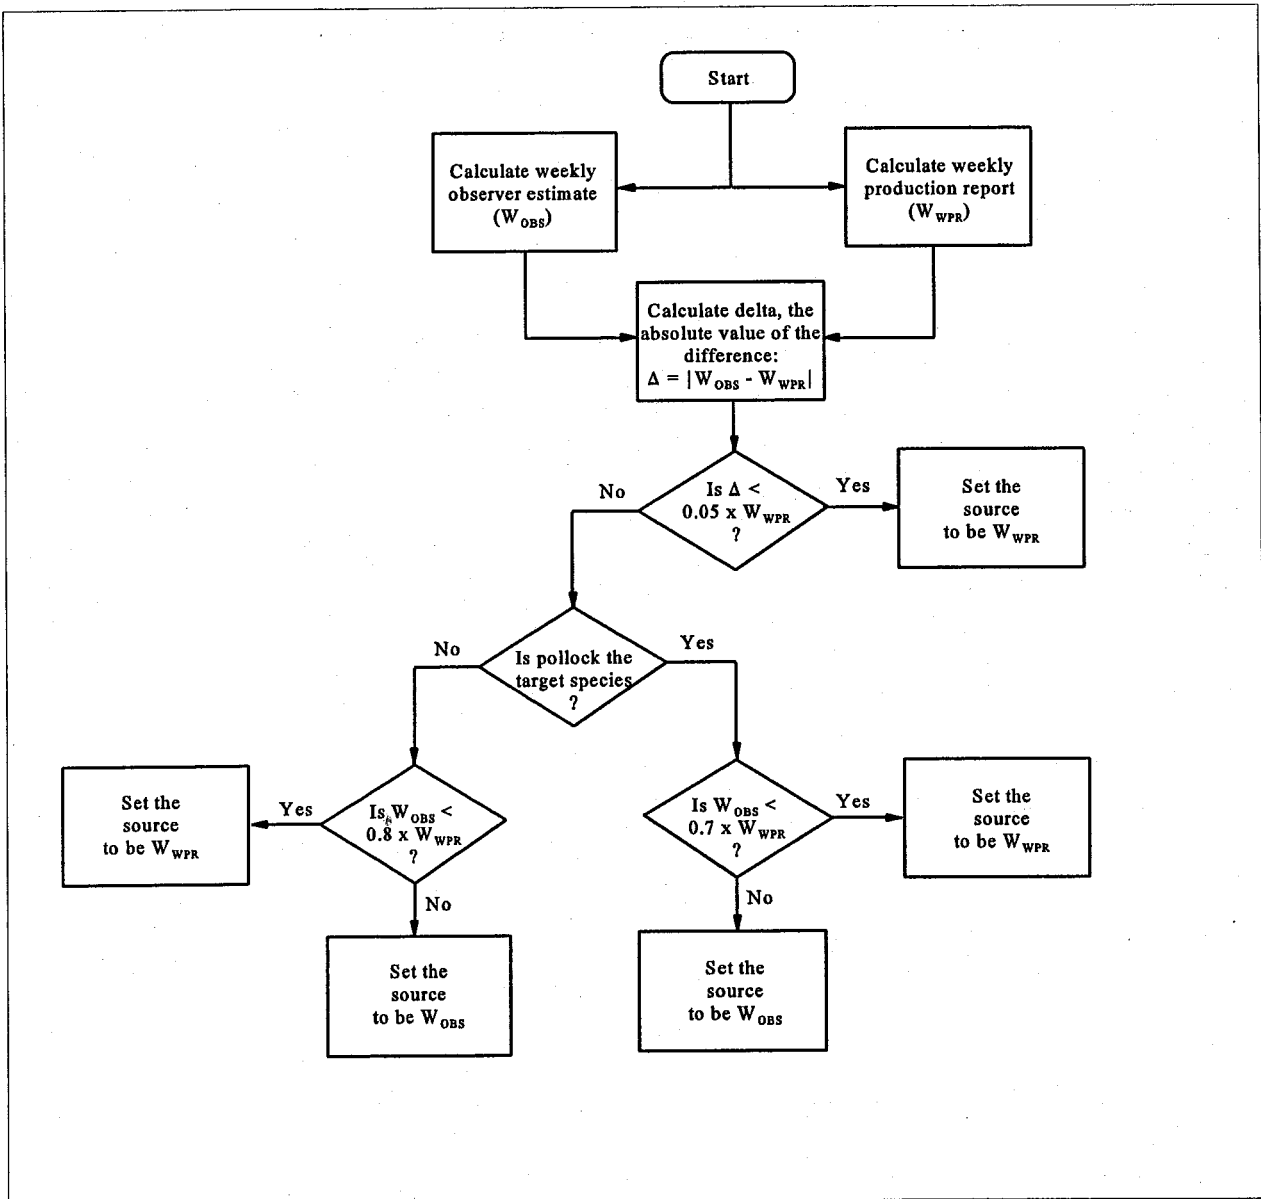 Start
Calculate weekly
observer estimate
(W_OBS)
Calculate weekly
production report
(W_WPR)
Calculate delta, the
absolute value of the
difference:
Δ = |W_OBS - W_WPR|
Is Δ <
0.05 x W_WPR
?
No
Yes
Set the
source
to be W_WPR
Is pollock the
target species
?
No
Yes
Is W_OBS <
0.8 x W_WPR
?
Yes
Set the
source
to be W_WPR
No
Set the
source
to be W_OBS
Is W_OBS <
0.7 x W_WPR
?
Yes
Set the
source
to be W_WPR
No
Set the
source
to be W_OBS